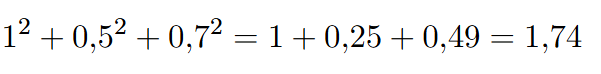 1² + 0,5² + 0,7² = 1 + 0,25 + 0,49 = 1,74